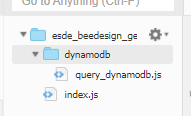 Go to Anything (Ctrl-P)
esde_beedesign_ge
dynamodb
query_dynamodb.js
index.js